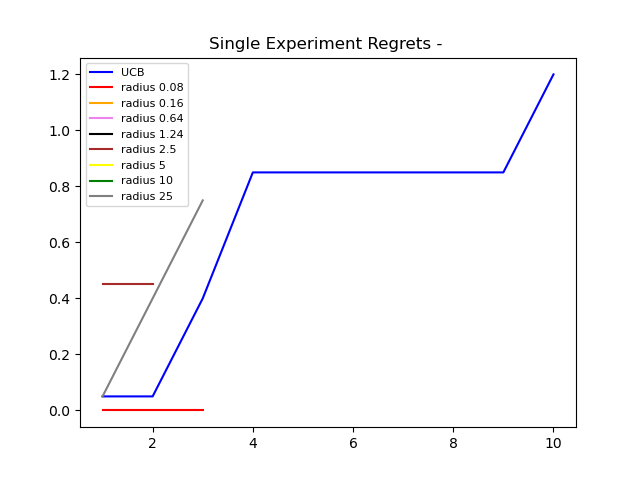 Single Experiment Regrets -
UCB
radius 0.08
radius 0.16
radius 0.64
radius 1.24
radius 2.5
radius 5
radius 10
radius 25
1.2
1.0
0.8
0.6
0.4
0.2
0.0
2 4 6 8 10